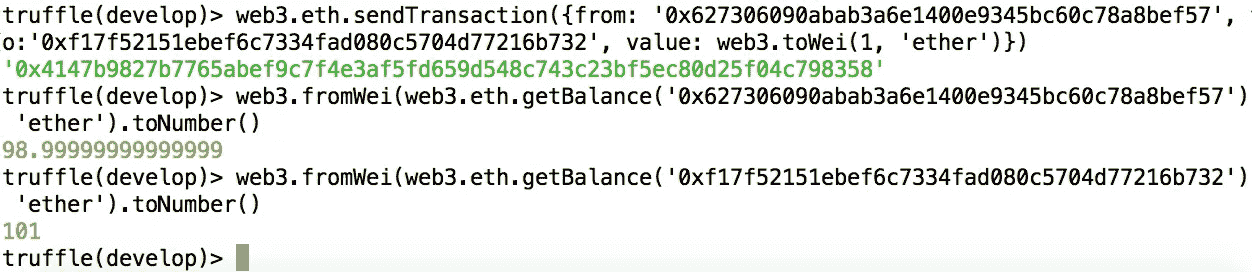 truffle(develop)> web3.eth.sendTransaction({from: '0x627306090abab3a6e1400e9345bc60c78a8bef57',
o:'0xf17f52151ebef6c7334fad080c5704d77216b732', value: web3.toWei(1, 'ether')})
'0x4147b9827b7765abef9c7f4e3af5fd659d548c743c23bf5ec80d25f04c798358'
truffle(develop)> web3.fromWei(web3.eth.getBalance('0x627306090abab3a6e1400e9345bc60c78a8bef57')
'ether').toNumber()
98.99999999999999
truffle(develop)> web3.fromWei(web3.eth.getBalance('0xf17f52151ebef6c7334fad080c5704d77216b732')
'ether').toNumber()
101
truffle(develop)>